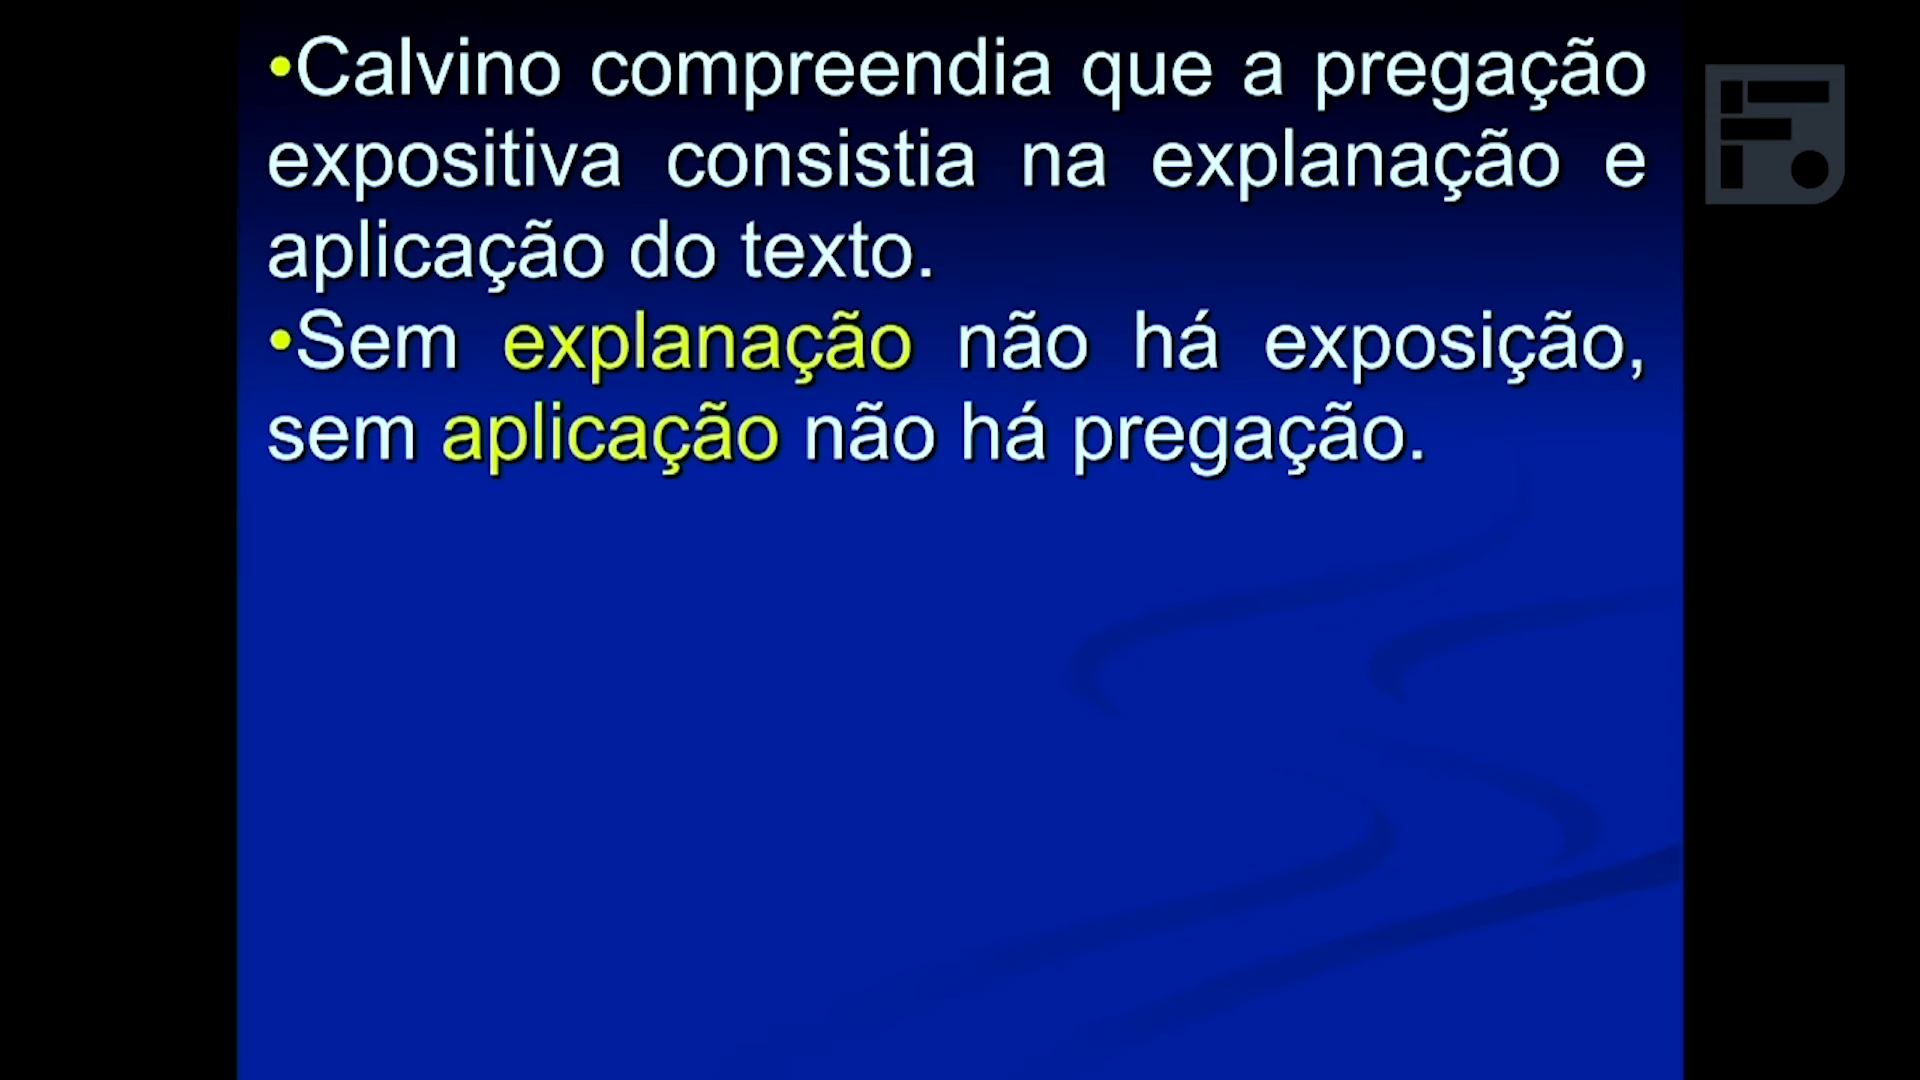 •Calvino compreendia que a pregação
expositiva consistia na explanação e
aplicação do texto.
•Sem explanação não há exposição,
sem aplicação não há pregação.